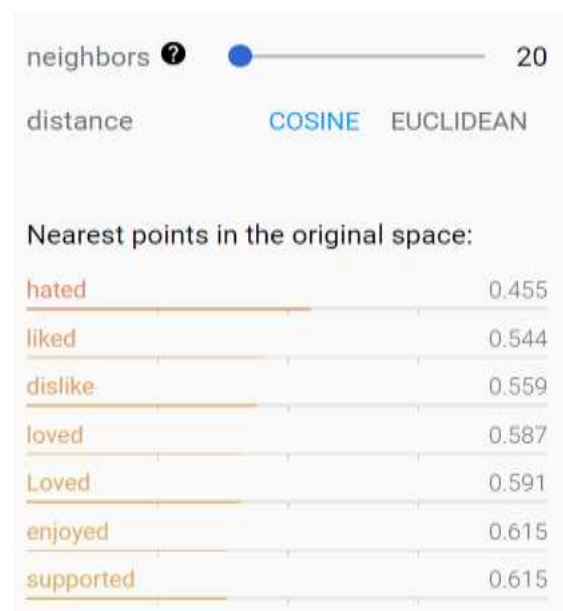 neighbors ? 20
distance COSINE EUCLIDEAN
Nearest points in the original space:
hated 0.455
liked 0.544
dislike 0.559
loved 0.587
Loved 0.591
enjoyed 0.615
supported 0.615